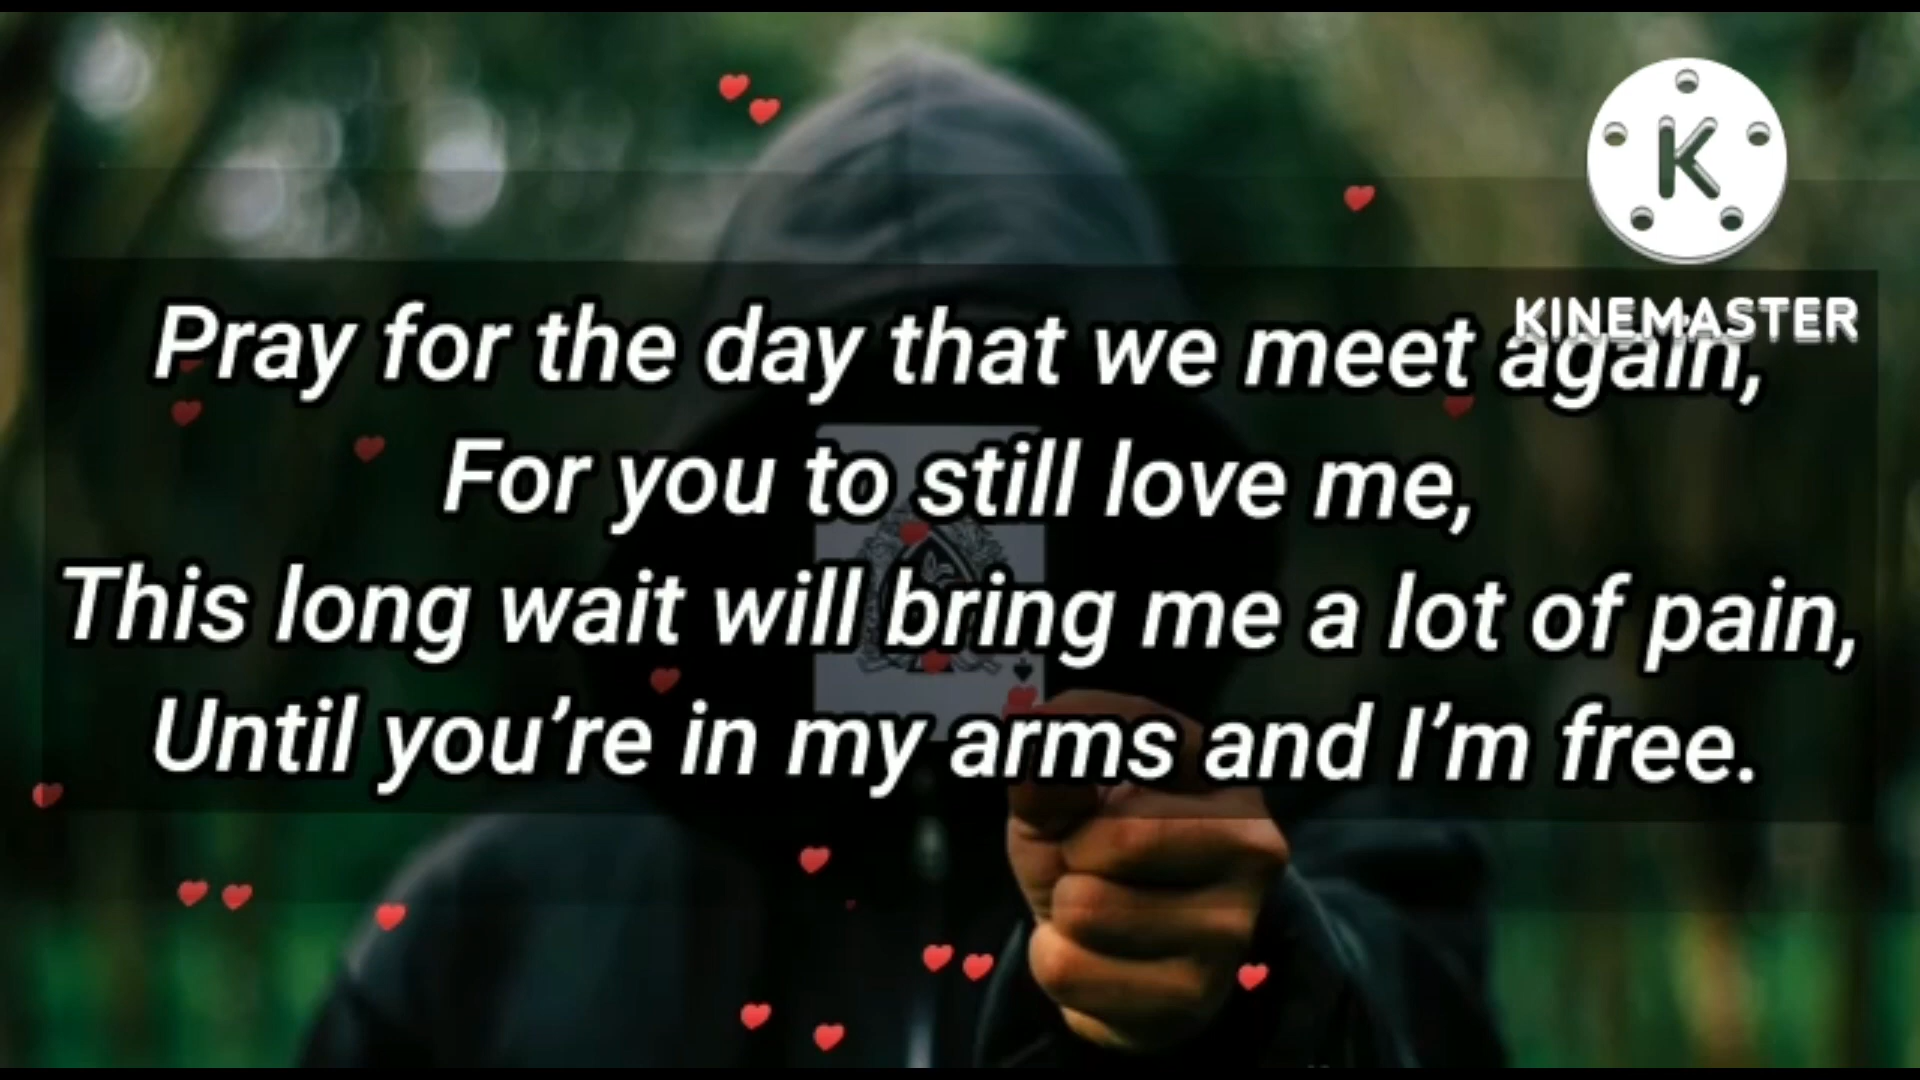 K
KINEMASTER
Pray for the day that we meet again,
For you to still love me,
This long wait will bring me a lot of pain,
Until you’re in my arms and I’m free.